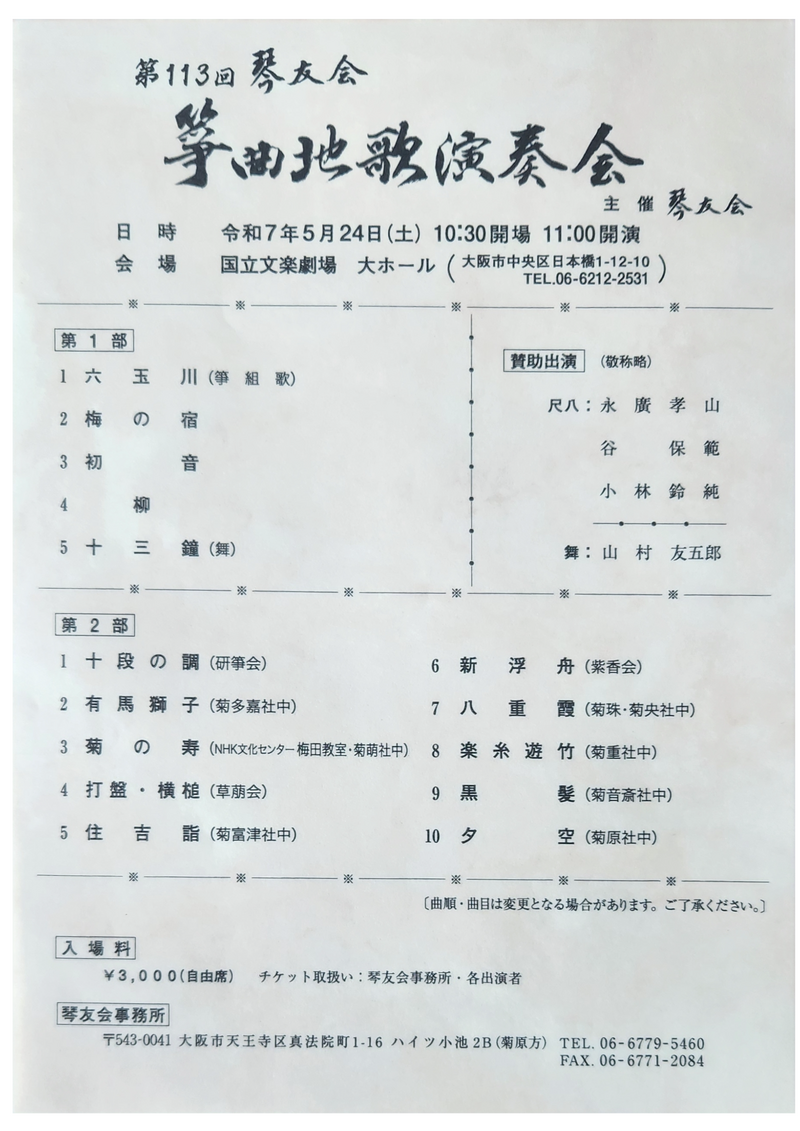 第113回 琴友会
箏曲地歌演奏会
主 催 琴友会
日 時 令和7年5月24日(土) 10:30開場 11:00開演
会 場 国立文楽劇場 大ホール (大阪市中央区日本橋1-12-10
TEL.06-6212-2531)
第1部
1 六玉川(箏組歌)
2 梅の宿
3 初音
4 柳
5 十三鐘(舞)
賛助出演 (敬称略)
尺八：永廣孝山
谷保範
小林鈴純
舞：山村友五郎
第2部
1 十段の調(研箏会)
2 有馬獅子(菊多嘉社中)
3 菊の寿(NHK文化センター梅田教室・菊萌社中)
4 打盤・横槌(草萠会)
5 住吉詣(菊富津社中)
6 新浮舟(紫香会)
7 八重霞(菊珠・菊央社中)
8 楽糸遊竹(菊重社中)
9 黒髪(菊音斎社中)
10 夕空(菊原社中)
〔曲順・曲目は変更となる場合があります。ご了承ください。〕
入場料
￥3,000(自由席) チケット取扱い：琴友会事務所・各出演者
琴友会事務所
〒543-0041 大阪市天王寺区真法院町1-16 ハイツ小池2B(菊原方) TEL. 06-6779-5460
FAX. 06-6771-2084